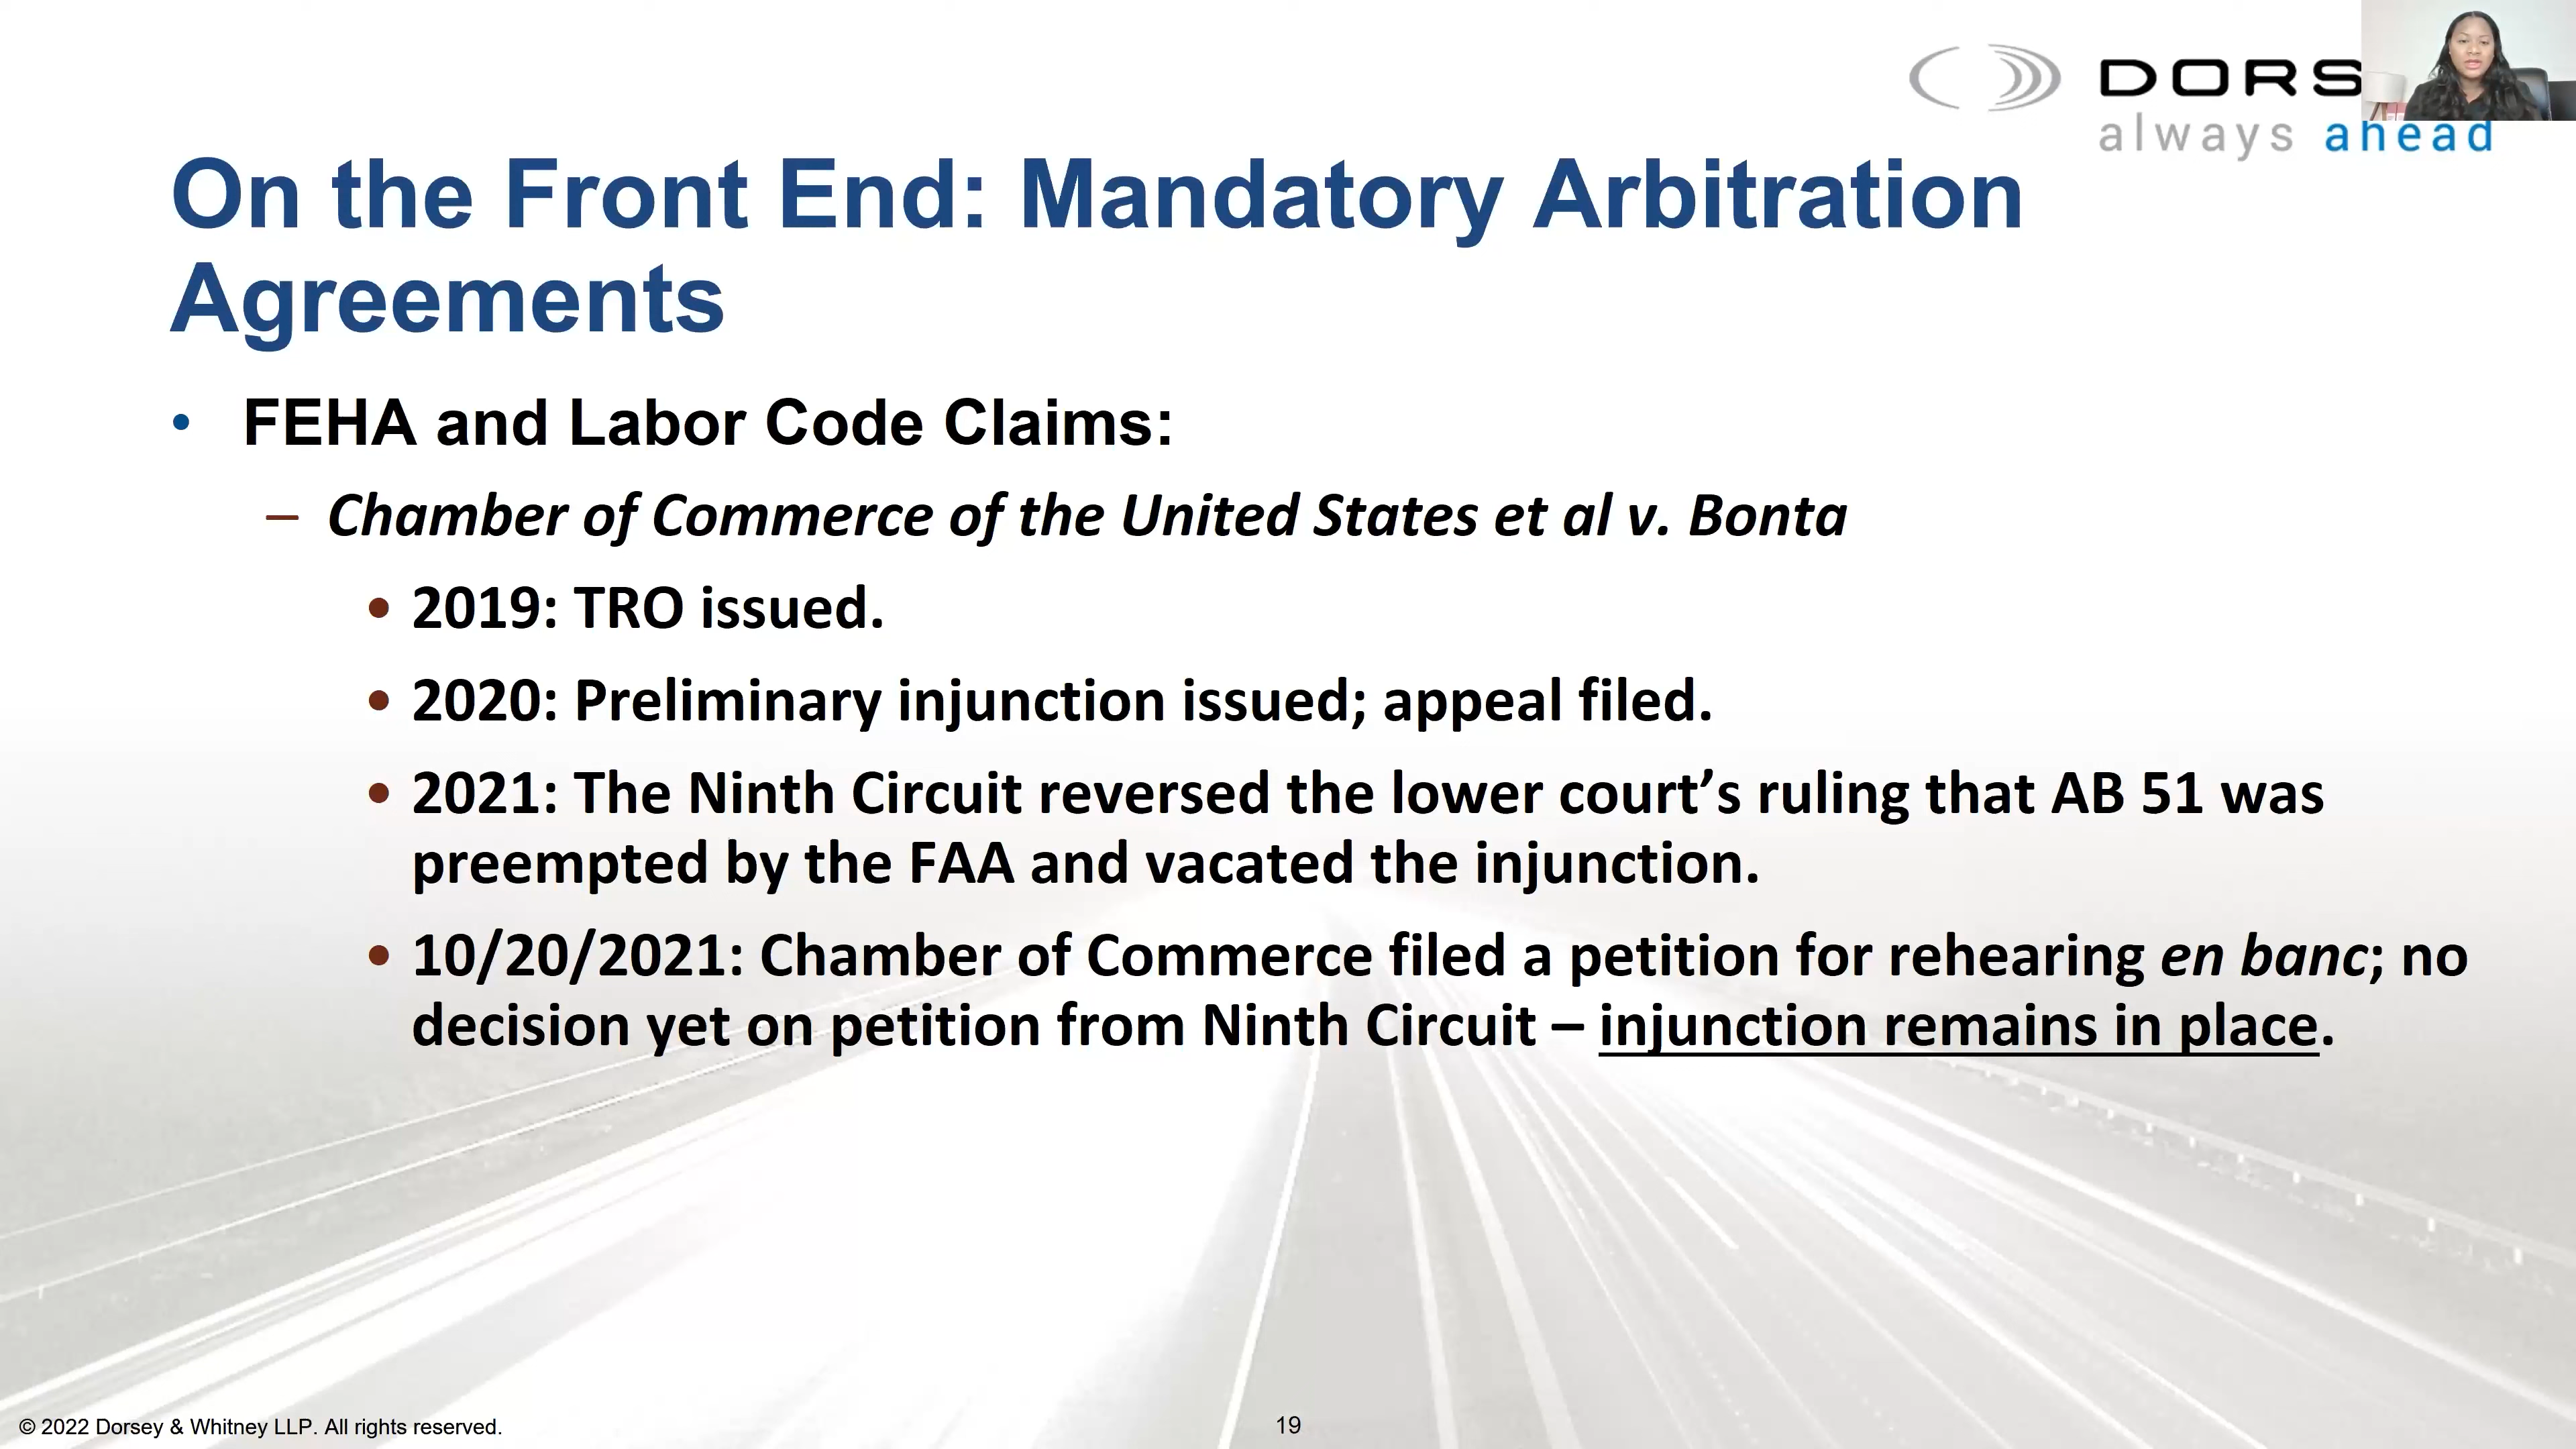 DORS
always ahead
On the Front End: Mandatory Arbitration
Agreements
• FEHA and Labor Code Claims:
– Chamber of Commerce of the United States et al v. Bonta
• 2019: TRO issued.
• 2020: Preliminary injunction issued; appeal filed.
• 2021: The Ninth Circuit reversed the lower court’s ruling that AB 51 was
preempted by the FAA and vacated the injunction.
• 10/20/2021: Chamber of Commerce filed a petition for rehearing en banc; no
decision yet on petition from Ninth Circuit – injunction remains in place.
© 2022 Dorsey & Whitney LLP. All rights reserved.
19